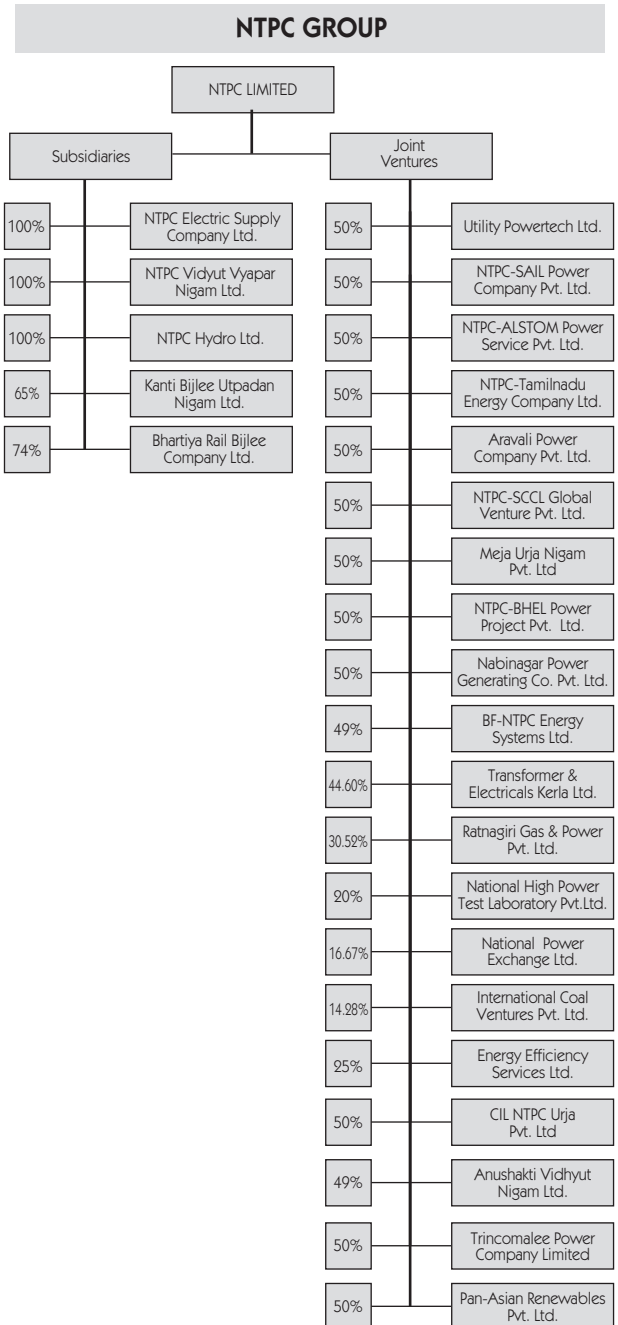 NTPC GROUP
NTPC LIMITED
Subsidiaries
Joint
Ventures
100%
NTPC Electric Supply
Company Ltd.
100%
NTPC Vidyut Vyapar
Nigam Ltd.
100%
NTPC Hydro Ltd.
65%
Kanti Bijlee Utpadan
Nigam Ltd.
74%
Bhartiya Rail Bijlee
Company Ltd.
50%
Utility Powertech Ltd.
50%
NTPC-SAIL Power
Company Pvt. Ltd.
50%
NTPC-ALSTOM Power
Service Pvt. Ltd.
50%
NTPC-Tamilnadu
Energy Company Ltd.
50%
Aravali Power
Company Pvt. Ltd.
50%
NTPC-SCCL Global
Venture Pvt. Ltd.
50%
Meja Urja Nigam
Pvt. Ltd
50%
NTPC-BHEL Power
Project Pvt. Ltd.
50%
Nabinagar Power
Generating Co. Pvt. Ltd.
49%
BF-NTPC Energy
Systems Ltd.
44.60%
Transformer &
Electricals Kerla Ltd.
30.52%
Ratnagiri Gas & Power
Pvt. Ltd.
20%
National High Power
Test Laboratory Pvt.Ltd.
16.67%
National Power
Exchange Ltd.
14.28%
International Coal
Ventures Pvt. Ltd.
25%
Energy Efficiency
Services Ltd.
50%
CIL NTPC Urja
Pvt. Ltd
49%
Anushakti Vidhyut
Nigam Ltd.
50%
Trincomalee Power
Company Limited
50%
Pan-Asian Renewables
Pvt. Ltd.